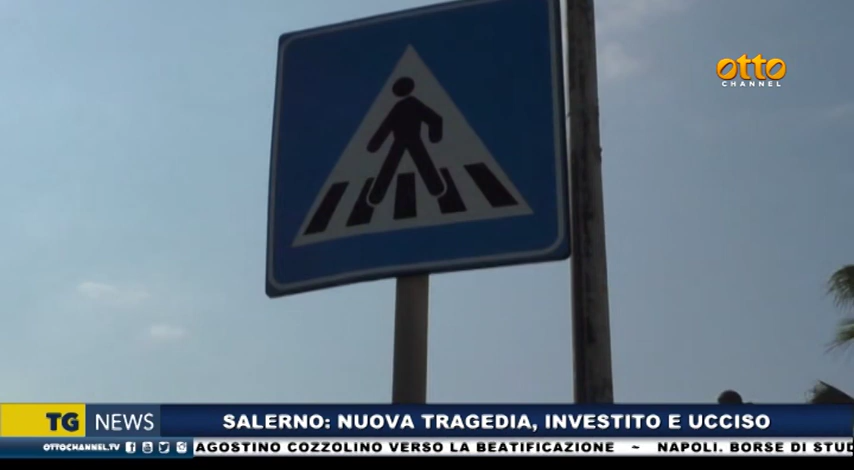 otto
CHANNEL
TG NEWS
SALERNO: NUOVA TRAGEDIA, INVESTITO E UCCISO
OTTOCHANNEL.TV
AGOSTINO COZZOLINO VERSO LA BEATIFICAZIONE ~ NAPOLI. BORSE DI STUD